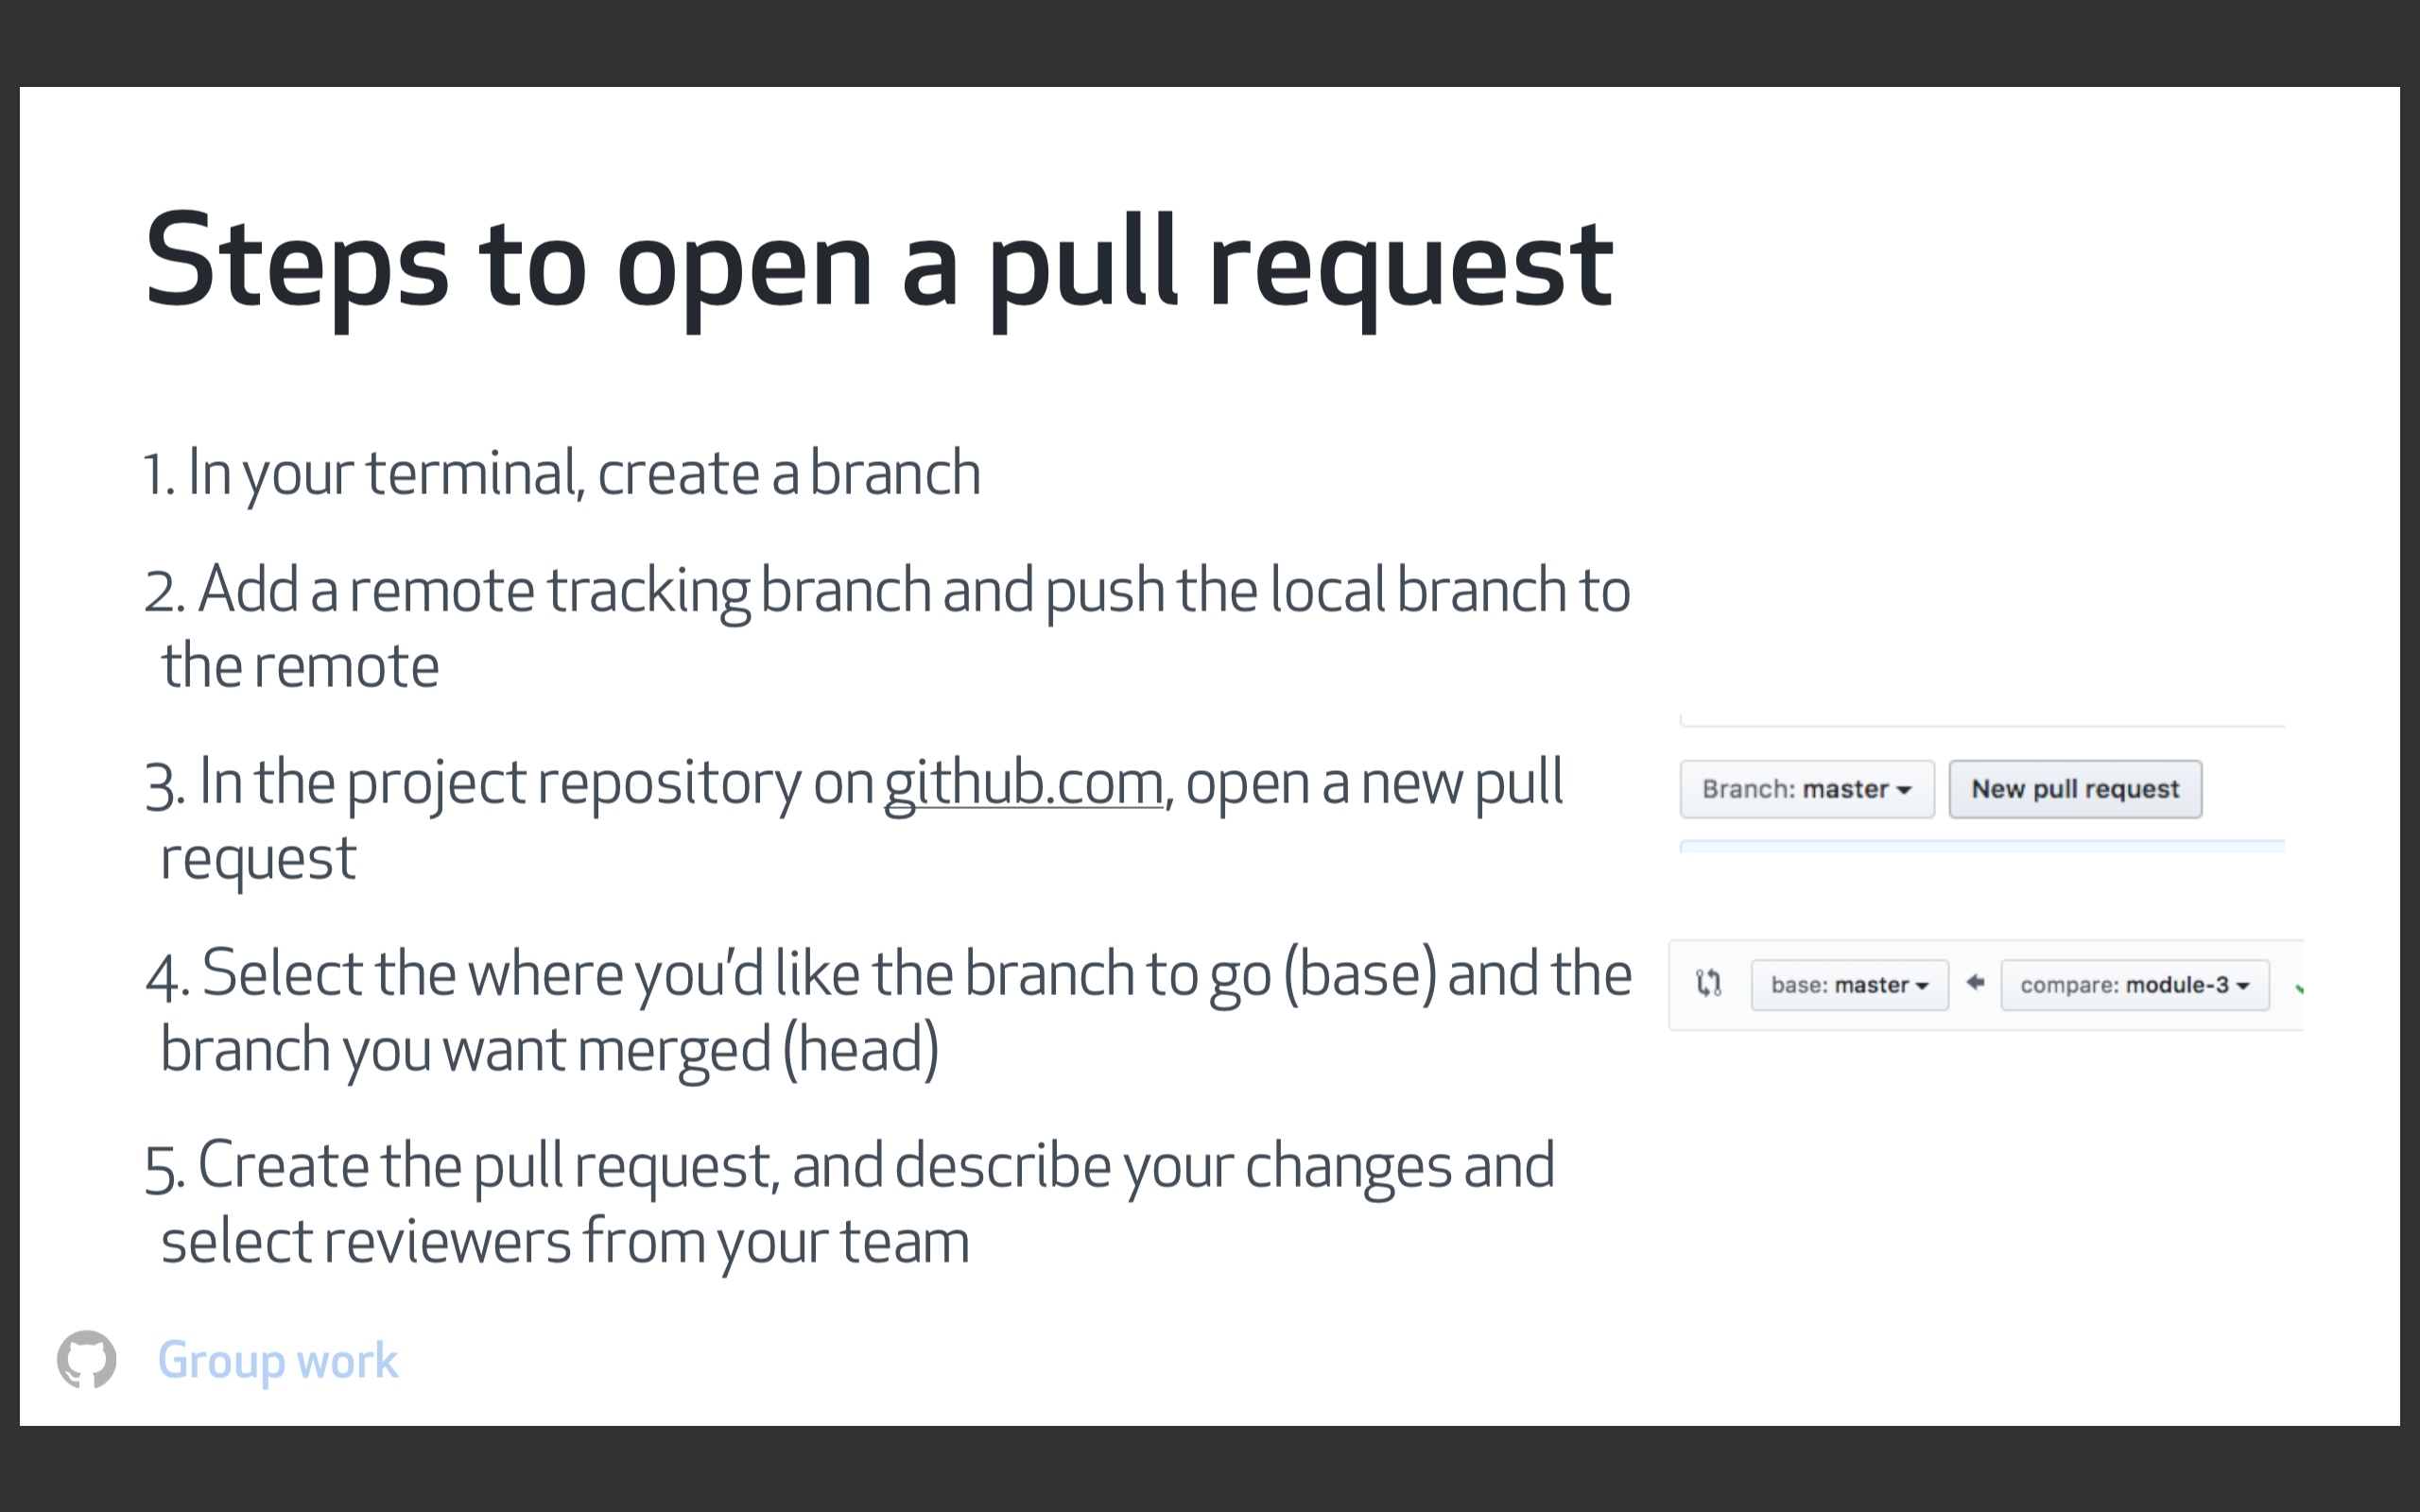 Steps to open a pull request
1. In your terminal, create a branch
2. Add a remote tracking branch and push the local branch to
the remote
3. In the project repository on github.com, open a new pull
request
Branch: master New pull request
4. Select the where you'd like the branch to go (base) and the
branch you want merged (head)
base: master compare: module-3
5. Create the pull request, and describe your changes and
select reviewers from your team
Group work